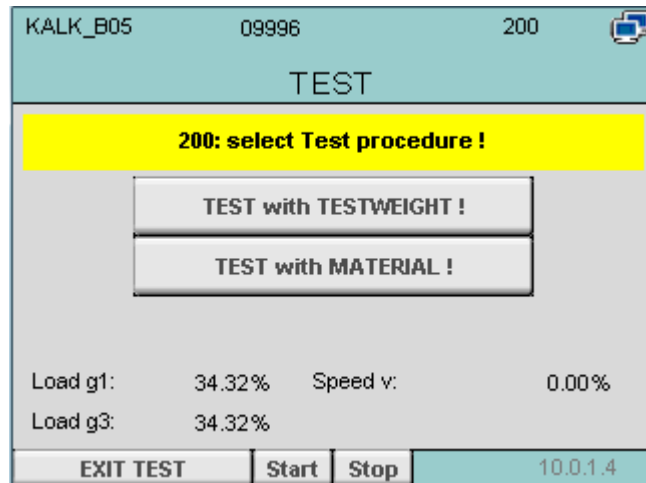 KALK_B05 09996 200
TEST
200: select Test procedure !
TEST with TESTWEIGHT !
TEST with MATERIAL !
Load g1: 34.32% Speed v: 0.00%
Load g3: 34.32%
EXIT TEST Start Stop 10.0.1.4